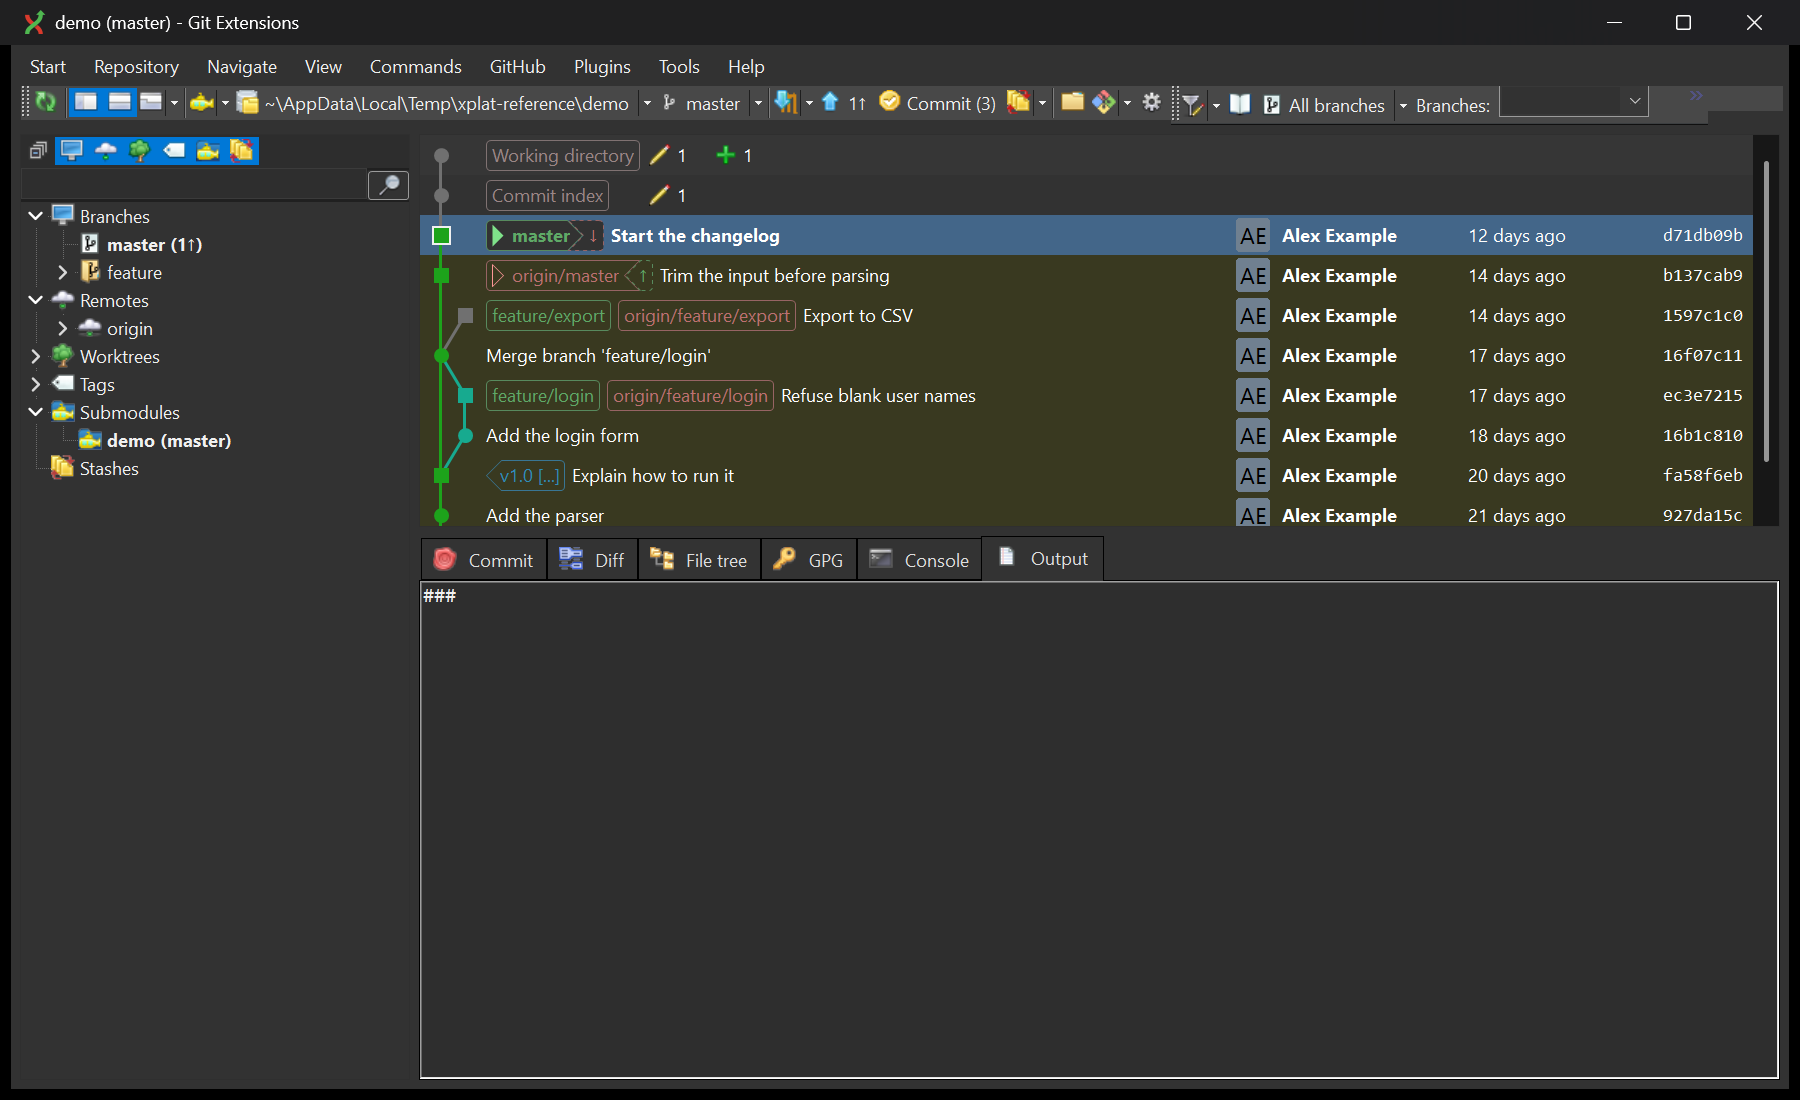 demo (master) - Git Extensions
Start Repository Navigate View Commands GitHub Plugins Tools Help
~\AppData\Local\Temp\xplat-reference\demo master 1↑ Commit (3) All branches Branches: »
Working directory 1 1
Commit index 1
master ↓ Start the changelog AE Alex Example 12 days ago d71db09b
origin/master ↑ Trim the input before parsing AE Alex Example 14 days ago b137cab9
feature/export origin/feature/export Export to CSV AE Alex Example 14 days ago 1597c1c0
Merge branch 'feature/login' AE Alex Example 17 days ago 16f07c11
feature/login origin/feature/login Refuse blank user names AE Alex Example 17 days ago ec3e7215
Add the login form AE Alex Example 18 days ago 16b1c810
v1.0 [...] Explain how to run it AE Alex Example 20 days ago fa58f6eb
Add the parser AE Alex Example 21 days ago 927da15c
Branches
master (1↑)
feature
Remotes
origin
Worktrees
Tags
Submodules
demo (master)
Stashes
Commit Diff File tree GPG Console Output
###